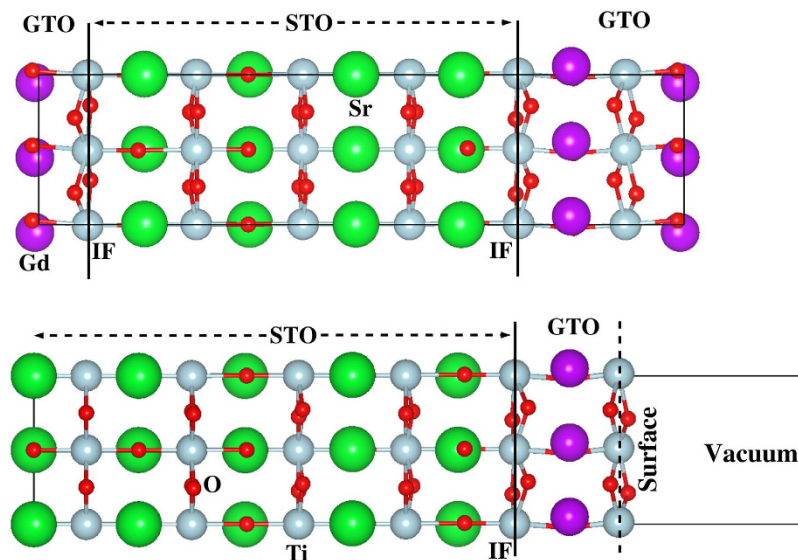 GTO STO GTO
Sr
IF IF
Gd
STO GTO
O
Surface
Vacuum
Ti IF